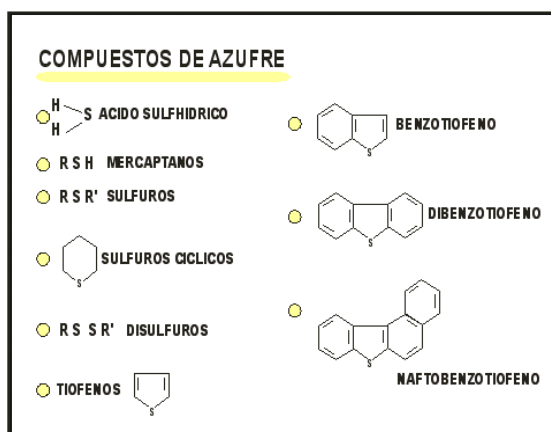 COMPUESTOS DE AZUFRE
H
S
H
ACIDO SULFHIDRICO
R S H MERCAPTANOS
R S R' SULFUROS
S
SULFUROS CICLICOS
R S S R' DISULFUROS
TIOFENOS
S
S
BENZOTIOFENO
S
DIBENZOTIOFENO
S
NAFTOBENZOTIOFENO